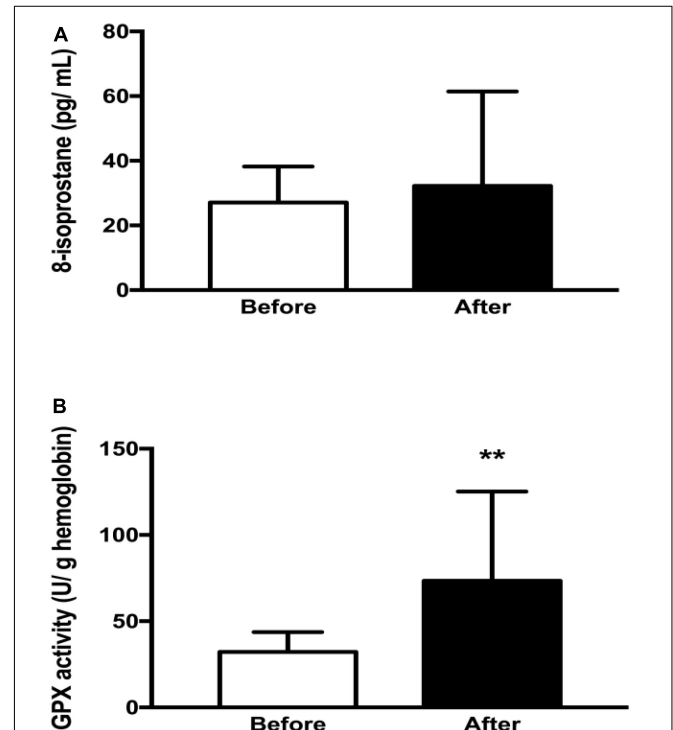 A
8-isoprostane (pg/ mL)
80
60
40
20
0
Before
After
B
GPX activity (U/ g hemoglobin)
150
**
100
50
0
Before
After